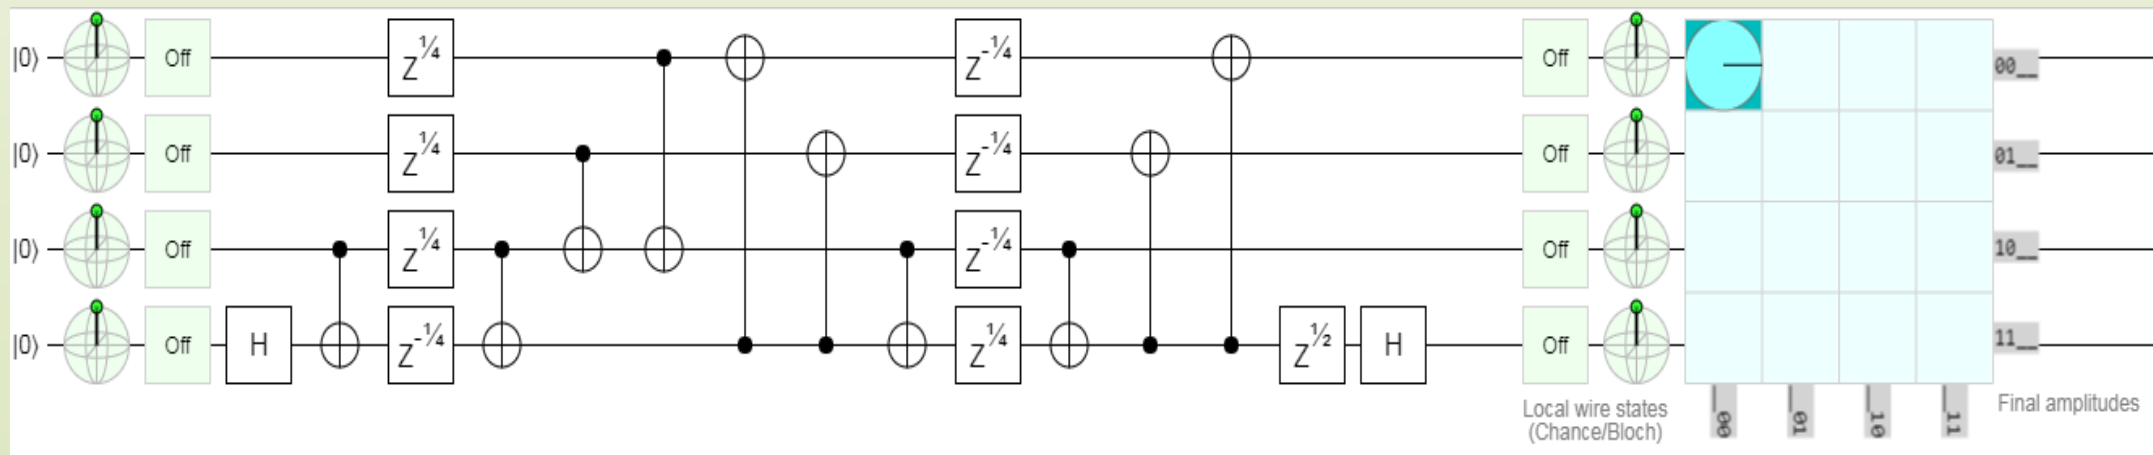 |0⟩ Off Z^¼ Z^-¼ Off 00__
|0⟩ Off Z^¼ Z^-¼ Off 01__
|0⟩ Off Z^¼ Z^-¼ Off 10__
|0⟩ Off H Z^-¼ Z^¼ Z^½ H Off 11__
__00 __01 __10 __11
Local wire states
(Chance/Bloch)
Final amplitudes